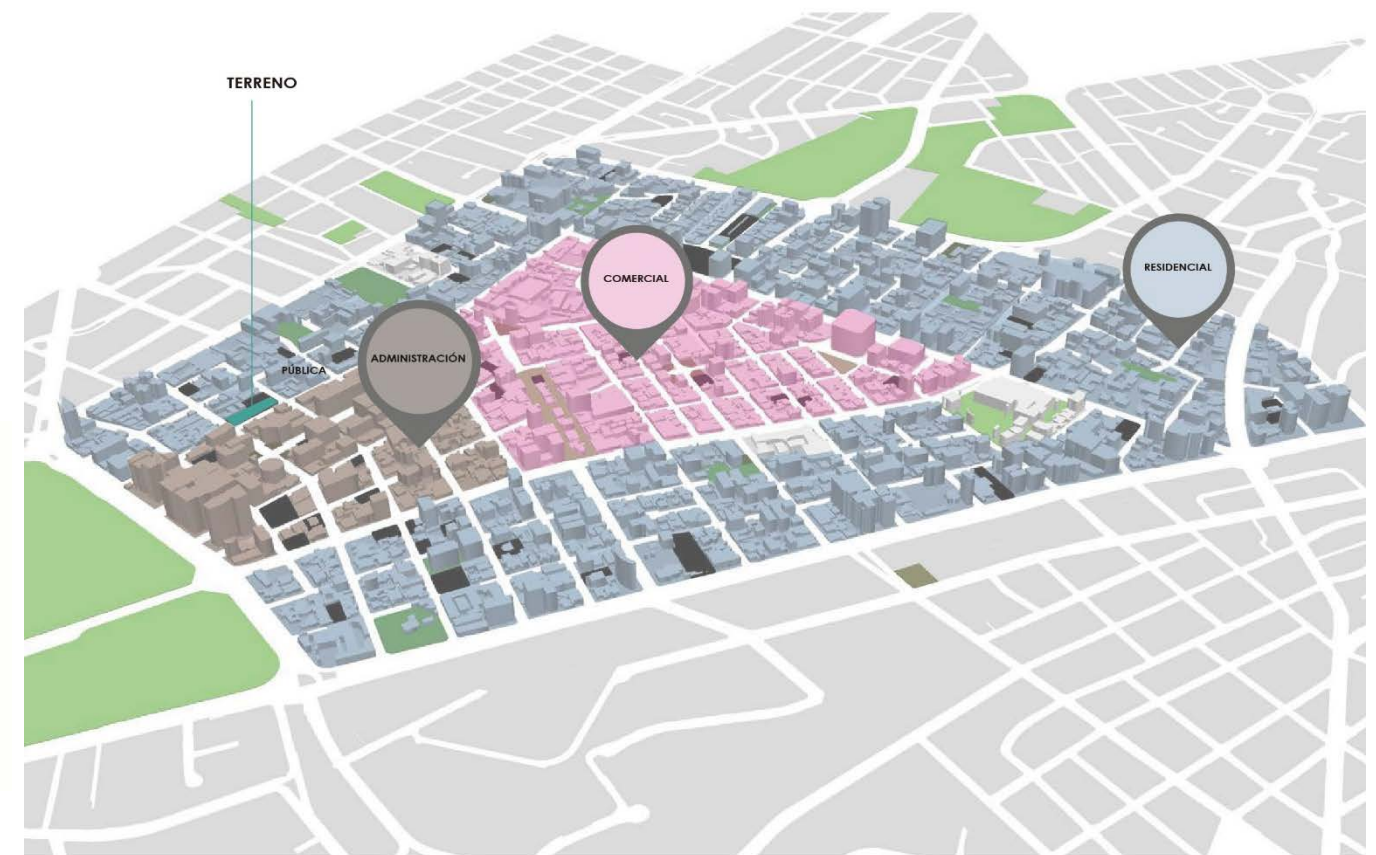 TERRENO
COMERCIAL
RESIDENCIAL
ADMINISTRACIÓN
PÚBLICA